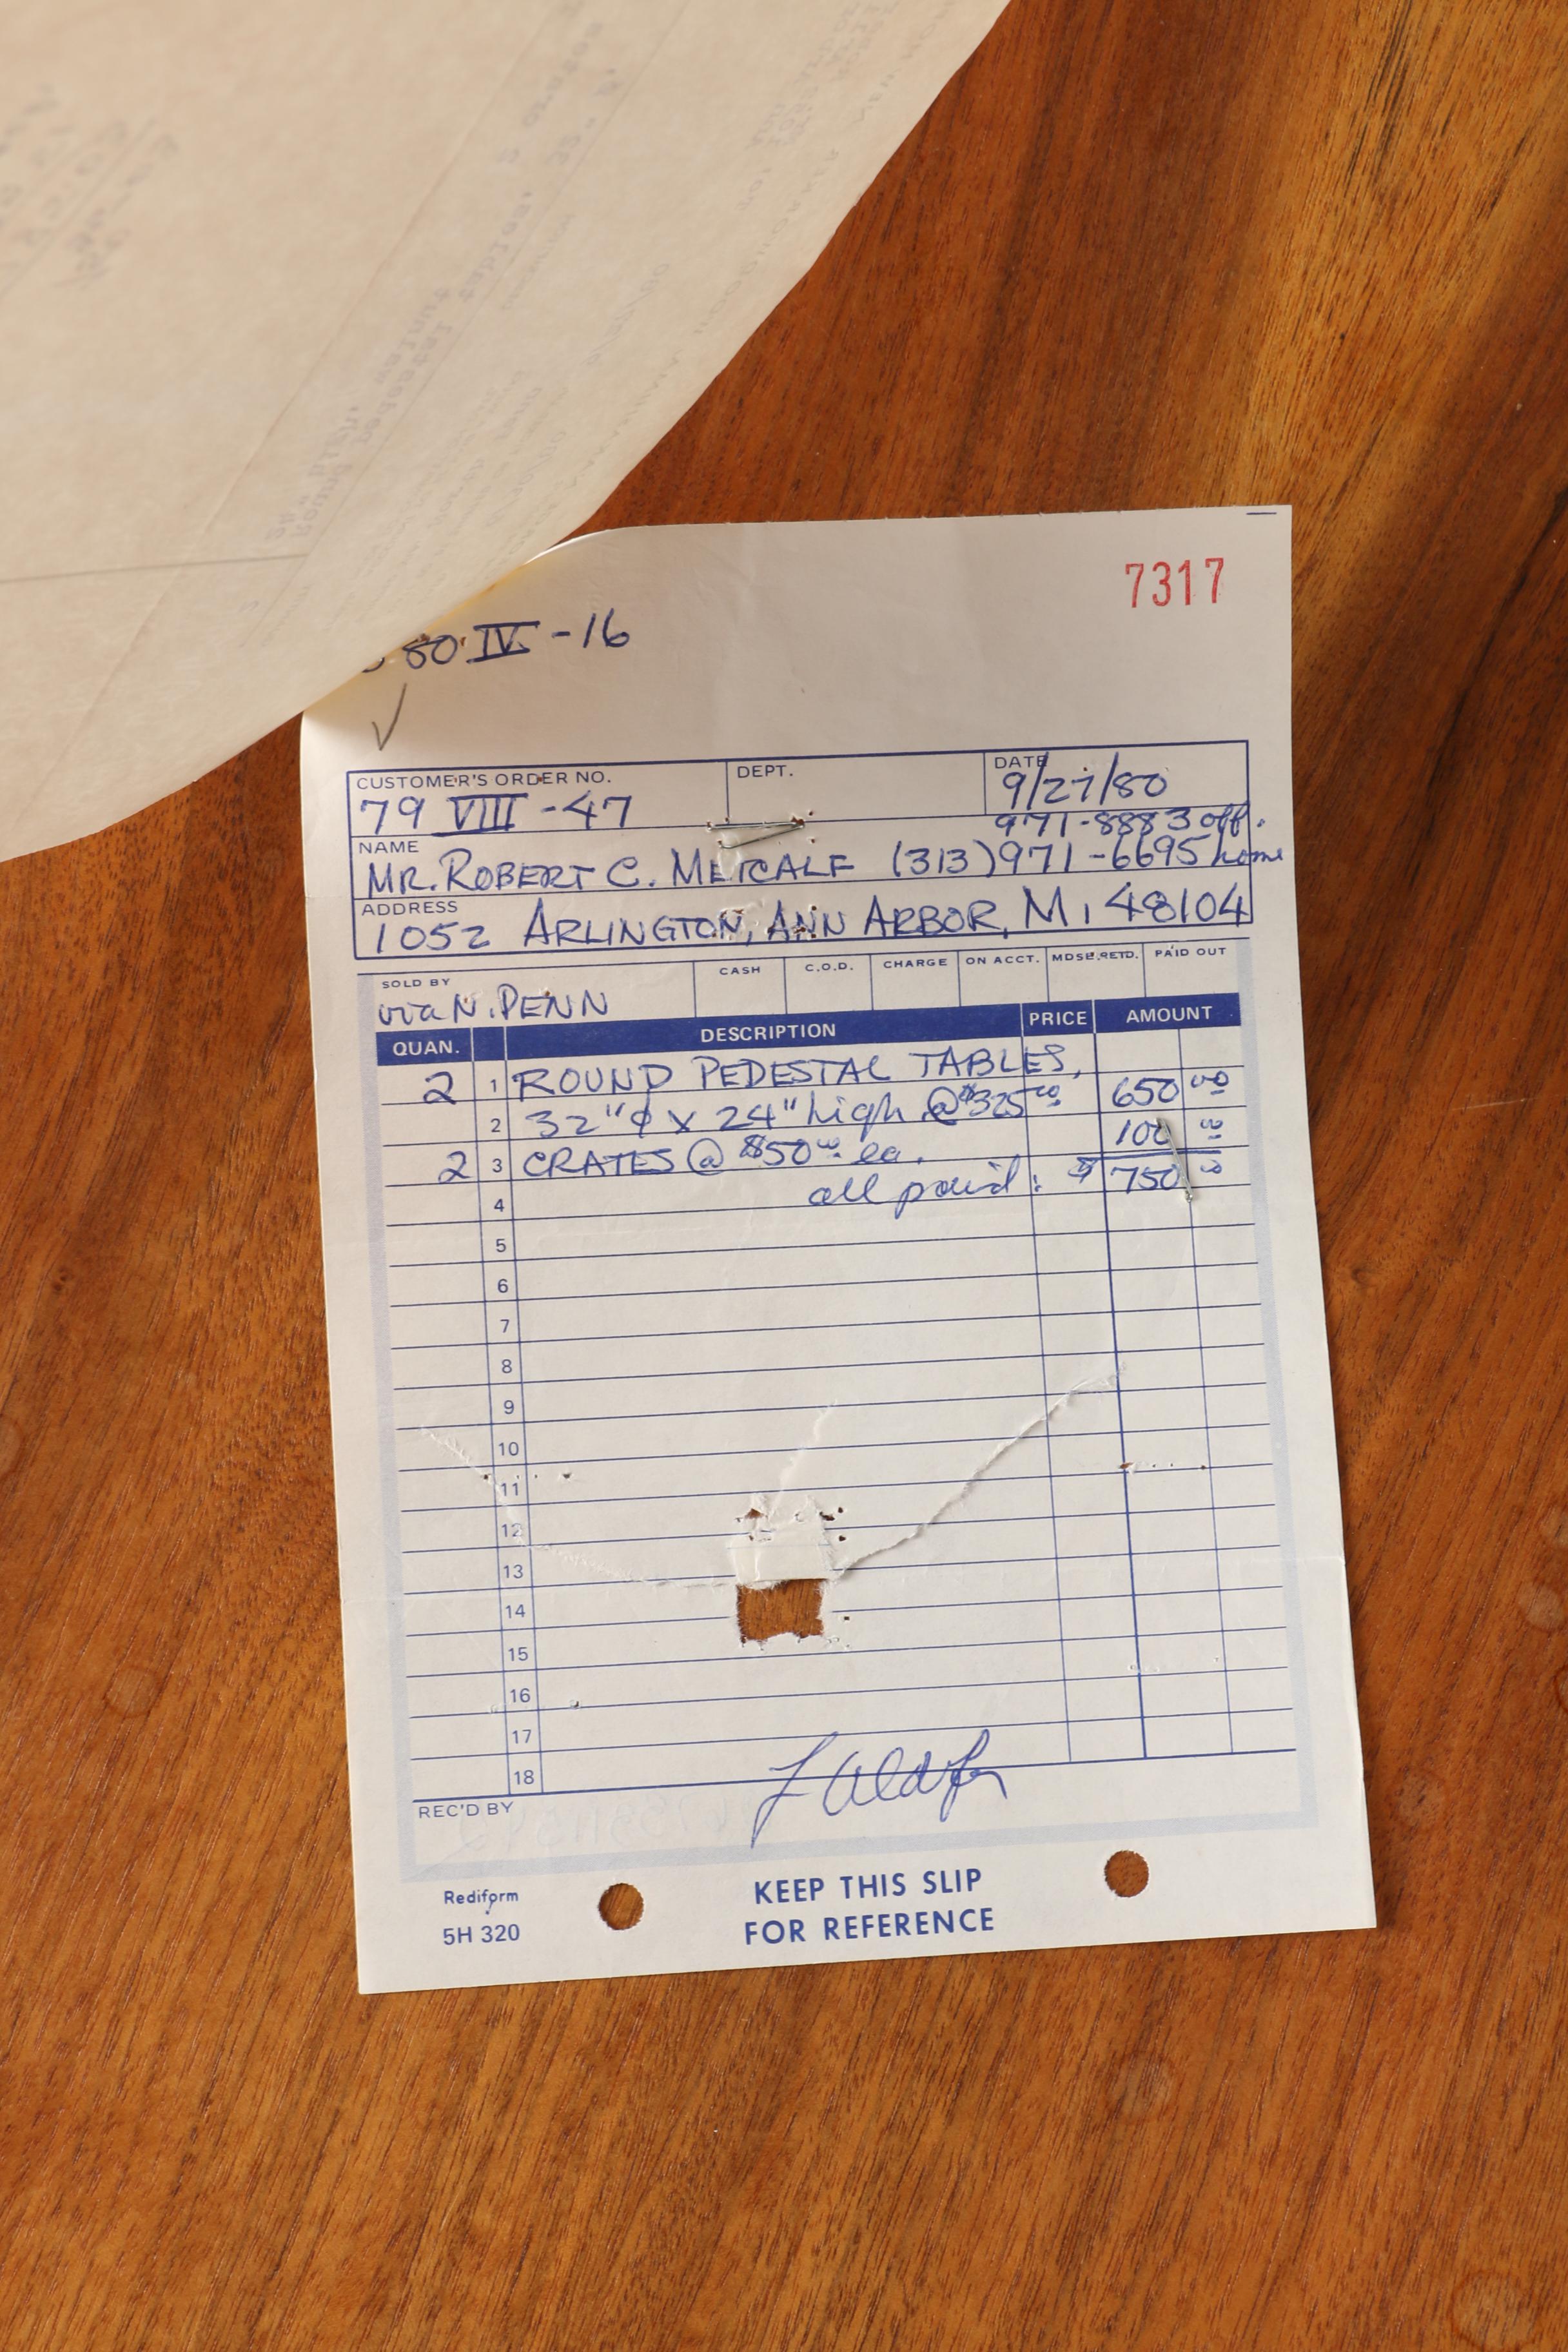 7317
80 IV -16
CUSTOMER'S ORDER NO. DEPT. DATE
79 VIII -47 9/27/80
971-8883 off.
NAME
MR. ROBERT C. METCALF (313) 971-6695 home
ADDRESS
1052 ARLINGTON, ANN ARBOR, MI 48104
SOLD BY CASH C.O.D. CHARGE ON ACCT. MDSE. RETD. PAID OUT
via N. PENN
QUAN. DESCRIPTION PRICE AMOUNT
2 1 ROUND PEDESTAL TABLES,
2 32"φ x 24" high @ $325 00 650 00
2 3 CRATES @ $50 00 ea. 100 00
4 all paid: $ 750 00
5
6
7
8
9
10
11
12
13
14
15
16
17
18
REC'D BY
Rediform
5H 320
KEEP THIS SLIP
FOR REFERENCE